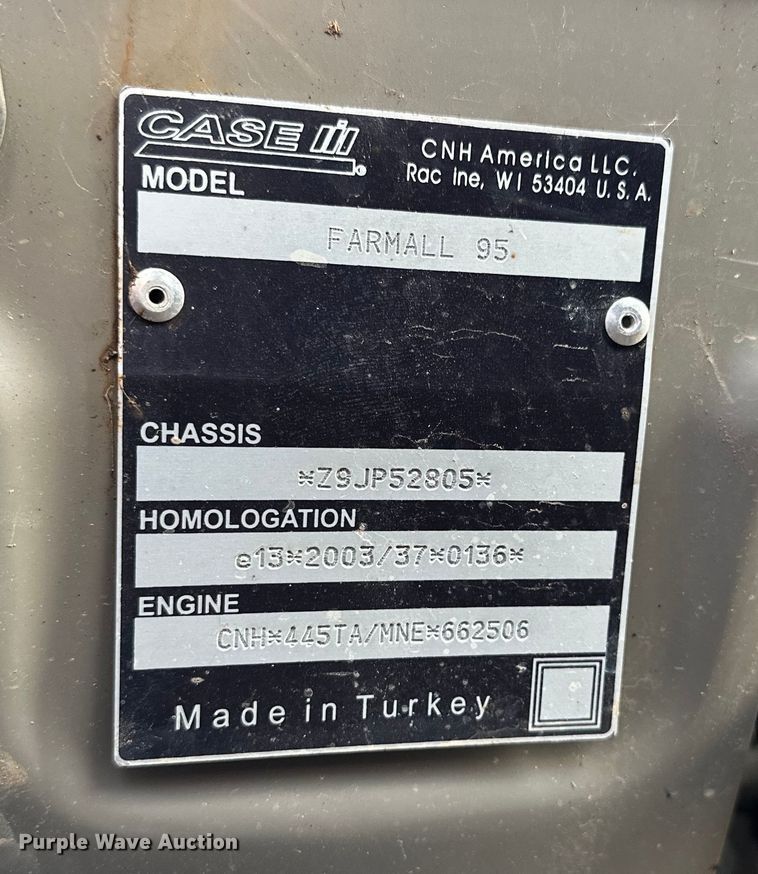 CASE IH
CNH America LLC.
Rac ine, WI 53404 U.S.A.
MODEL
FARMALL 95
CHASSIS
*Z9JP52805*
HOMOLOGATION
e13*2003/37*0136*
ENGINE
CNH*445TA/MNE*662506
Made in Turkey
Purple Wave Auction